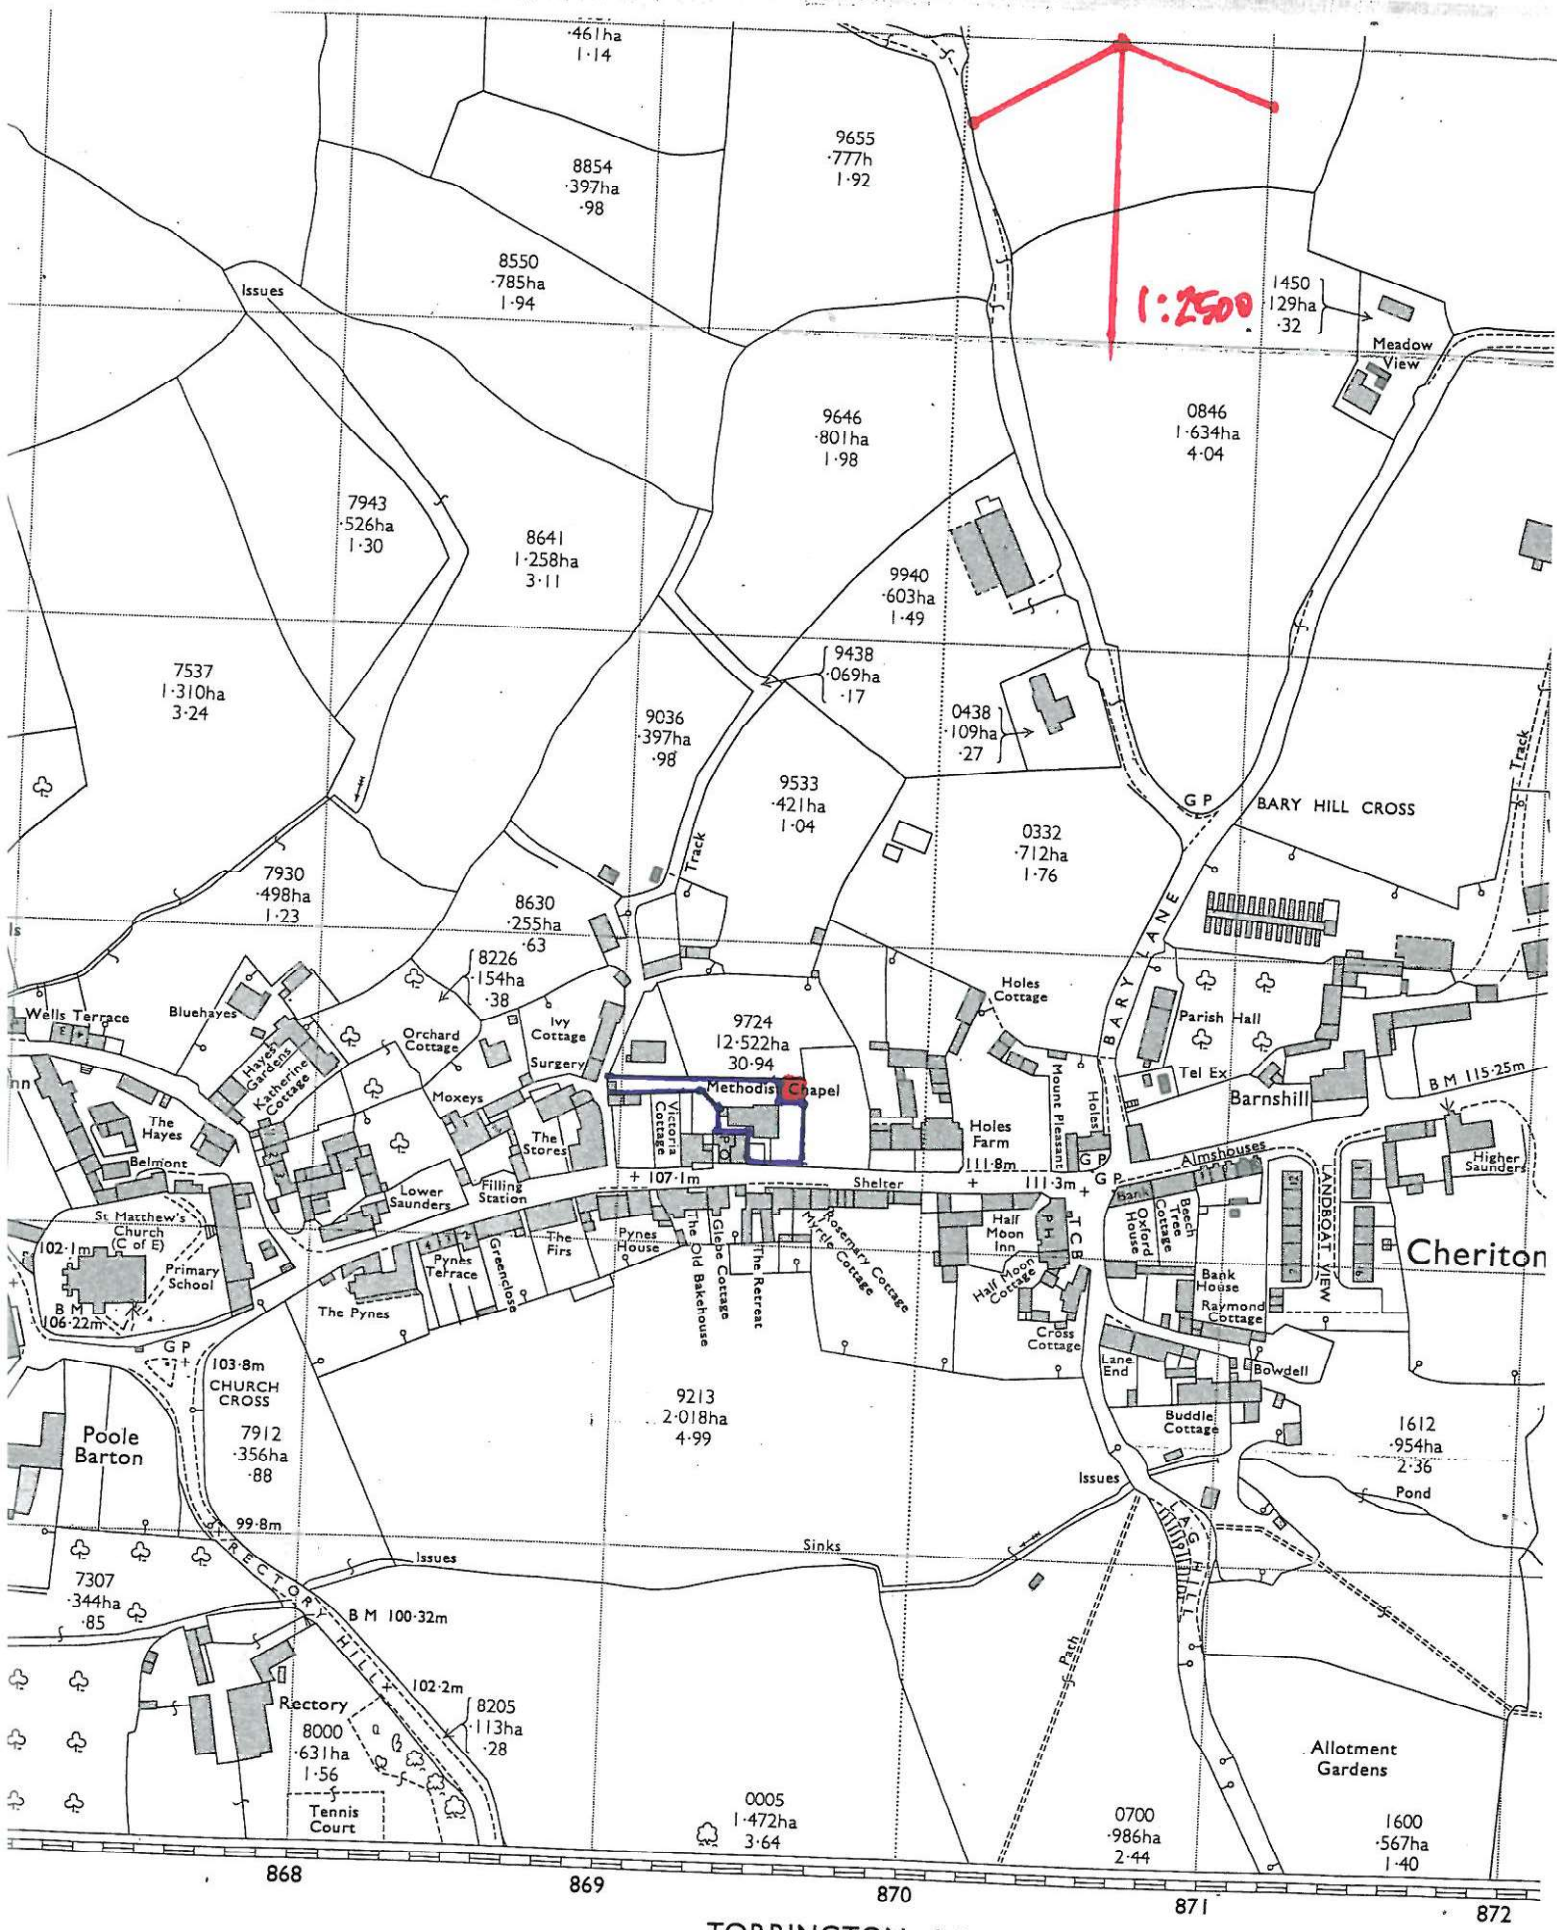 ·461ha
1·14
9655
·777h
1·92
8854
·397ha
·98
8550
·785ha
1·94
Issues
1:2500
1450
·129ha
·32
Meadow
View
9646
·801ha
1·98
0846
1·634ha
4·04
7943
·526ha
1·30
8641
1·258ha
3·11
9940
·603ha
1·49
7537
1·310ha
3·24
9438
·069ha
·17
9036
·397ha
·98
0438
·109ha
·27
Track
9533
·421ha
1·04
G P
BARY HILL CROSS
0332
·712ha
1·76
Track
7930
·498ha
1·23
8630
·255ha
·63
ls
8226
·154ha
·38
BARY LANE
Wells Terrace
Bluehayes
Hayes
Gardens
Katherine
Cottage
Orchard
Cottage
Ivy
Cottage
Surgery
9724
12·522ha
30·94
Holes
Cottage
Parish Hall
Tel Ex
Barnshill
B M 115·25m
nn
The
Hayes
Belmont
Moxeys
The
Stores
Victoria
Cottage
Methodist Chapel
Holes
Farm
Mount Pleasant
Holes
G P
Almshouses
Higher
Saunders
Lower
Saunders
Filling
Station
+ 107·1m
Shelter
111·8m
+
111·3m
+
G P
Bank
St Matthew's
Church
(C of E)
102·1m
Primary
School
B M
106·22m
The Pynes
4 3 2
Pynes
Terrace
Greenclose
The
Firs
Pynes
House
The Old Bakehouse
Glebe Cottage
The Retreat
Myrtle Cottage
Rosemary Cottage
Half
Moon
Inn
PH
TCB
Half Moon
Cottage
Cross
Cottage
Oxford
House
Beech
Tree
Cottage
Bank
House
Raymond
Cottage
LANDBOAT VIEW
Cheriton
Lane
End
Bowdell
Buddle
Cottage
G P
+
103·8m
CHURCH
CROSS
Poole
Barton
7912
·356ha
·88
9213
2·018ha
4·99
1612
·954ha
2·36
Pond
Issues
99·8m
Issues
Sinks
7307
·344ha
·85
RECTORY HILL
B M 100·32m
LAG HILL
Path
102·2m
Rectory
8000
·631ha
1·56
8205
·113ha
·28
Tennis
Court
0005
1·472ha
3·64
0700
·986ha
2·44
Allotment
Gardens
1600
·567ha
1·40
868
869
870
871
872